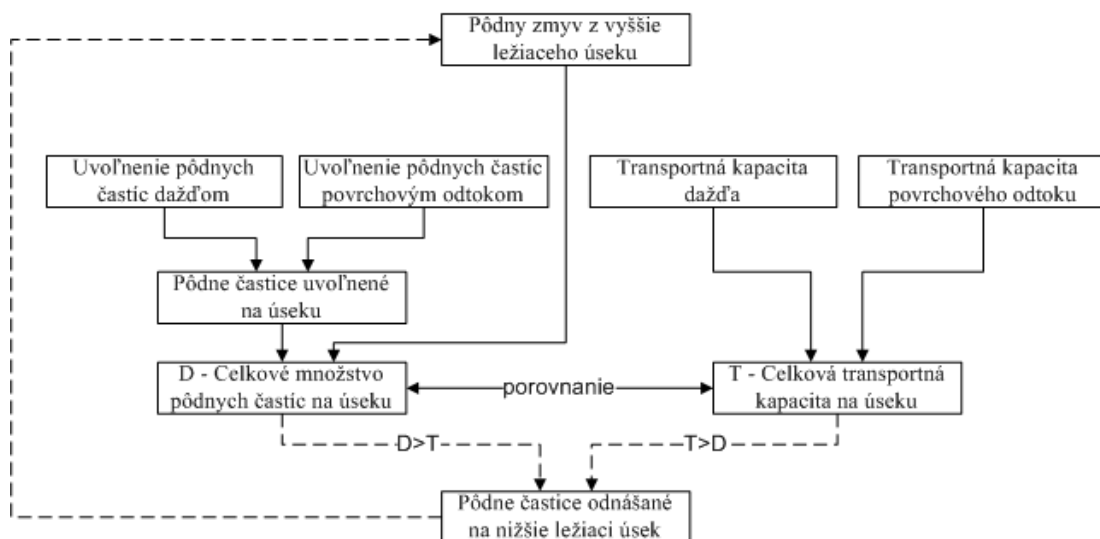 Pôdny zmyv z vyššie
ležiaceho úseku
Uvoľnenie pôdnych
častíc dažďom
Uvoľnenie pôdnych častíc
povrchovým odtokom
Transportná kapacita
dažďa
Transportná kapacita
povrchového odtoku
Pôdne častice uvoľnené
na úseku
D - Celkové množstvo
pôdnych častíc na úseku
porovnanie
T - Celková transportná
kapacita na úseku
D>T
T>D
Pôdne častice odnášané
na nižšie ležiaci úsek